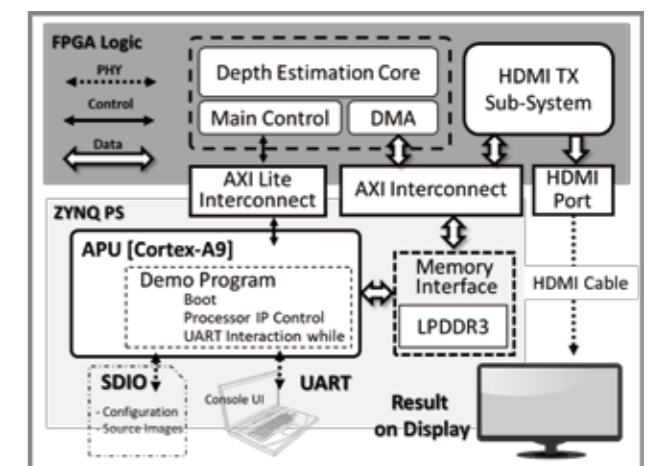 FPGA Logic
PHY
Control
Data
Depth Estimation Core
Main Control
DMA
HDMI TX
Sub-System
AXI Lite
Interconnect
AXI Interconnect
HDMI
Port
ZYNQ PS
APU [Cortex-A9]
Demo Program
Boot
Processor IP Control
UART Interaction while
Memory
Interface
LPDDR3
HDMI Cable
SDIO
- Configuration
- Source Images
Console UI
UART
Result
on Display